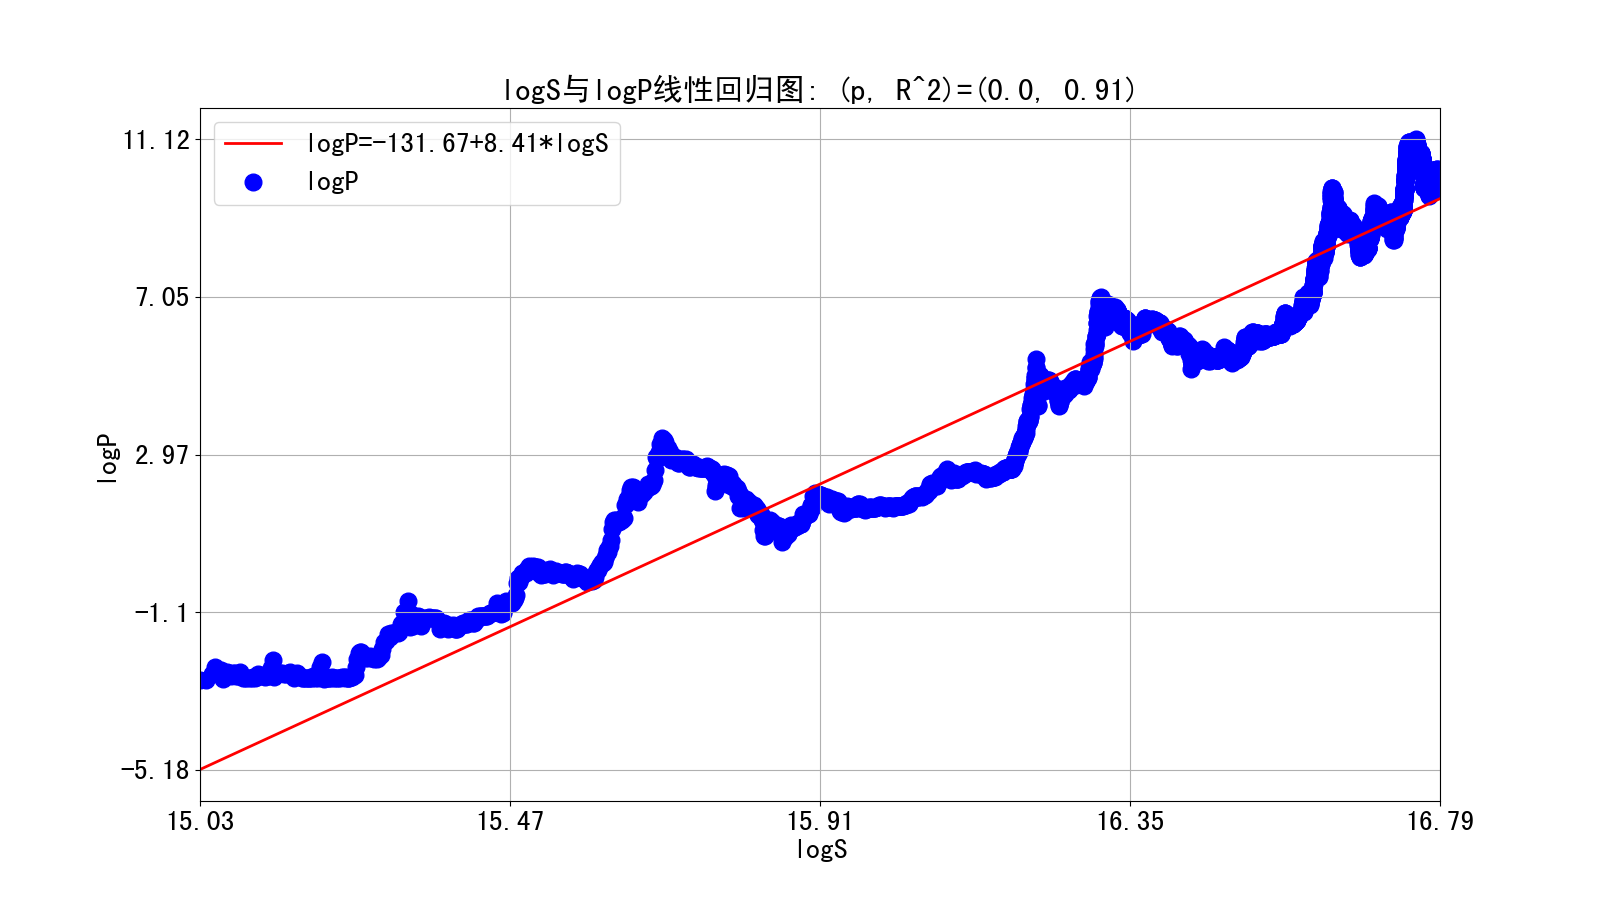 logS与logP线性回归图: (p, R^2)=(0.0, 0.91)
logP=-131.67+8.41*logS
logP
11.12
7.05
2.97
-1.1
-5.18
logP
15.03 15.47 15.91 16.35 16.79
logS